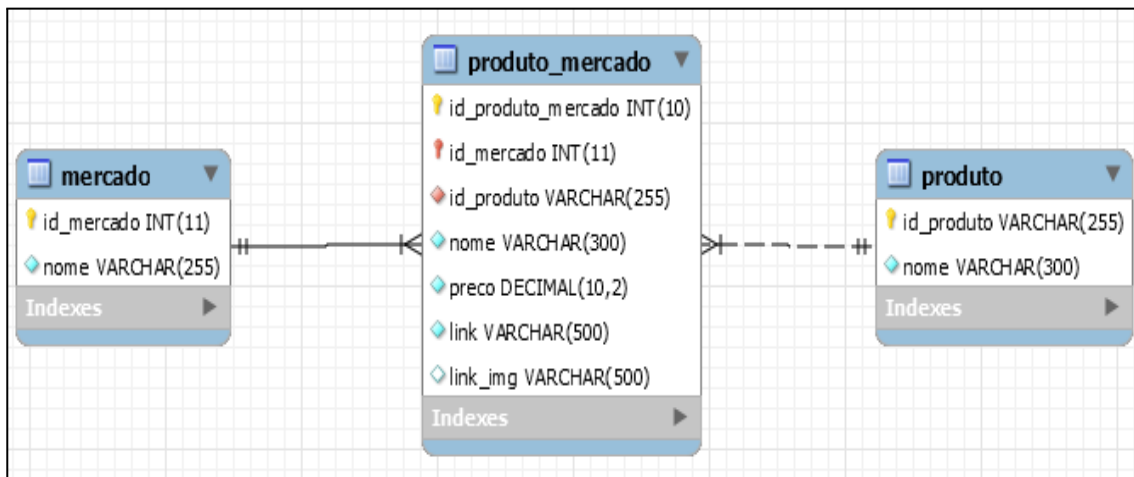 mercado
id_mercado INT(11)
nome VARCHAR(255)
Indexes
produto_mercado
id_produto_mercado INT(10)
id_mercado INT(11)
id_produto VARCHAR(255)
nome VARCHAR(300)
preco DECIMAL(10,2)
link VARCHAR(500)
link_img VARCHAR(500)
Indexes
produto
id_produto VARCHAR(255)
nome VARCHAR(300)
Indexes